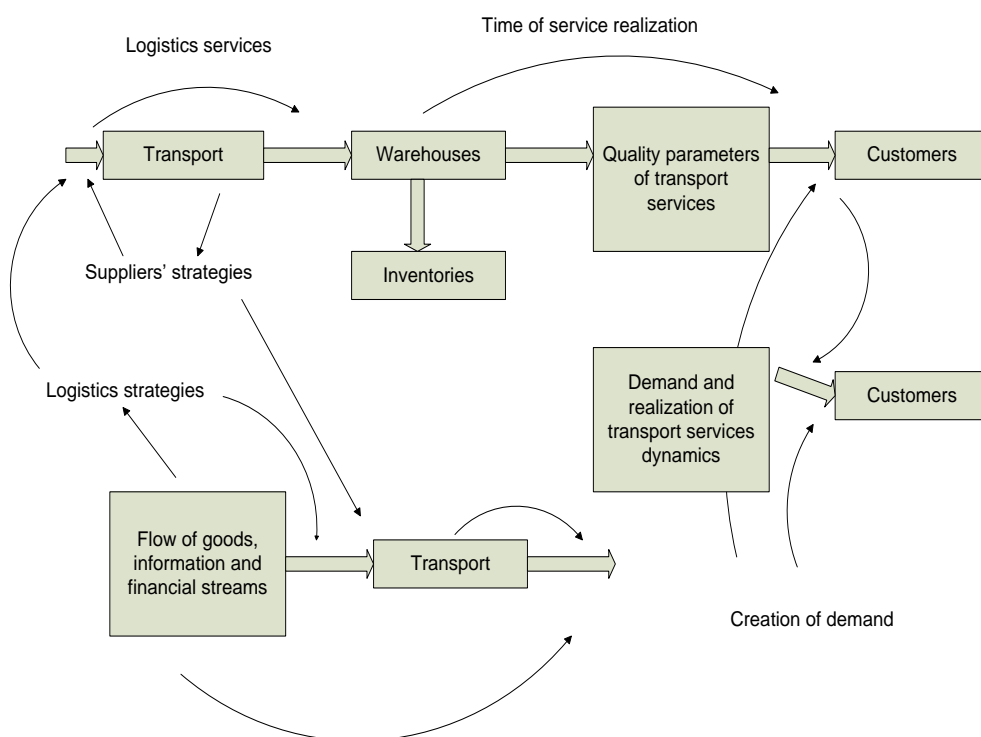 Time of service realization
Logistics services
Transport
Warehouses
Quality parameters
of transport
services
Customers
Suppliers’ strategies
Inventories
Logistics strategies
Demand and
realization of
transport services
dynamics
Customers
Flow of goods,
information and
financial streams
Transport
Creation of demand